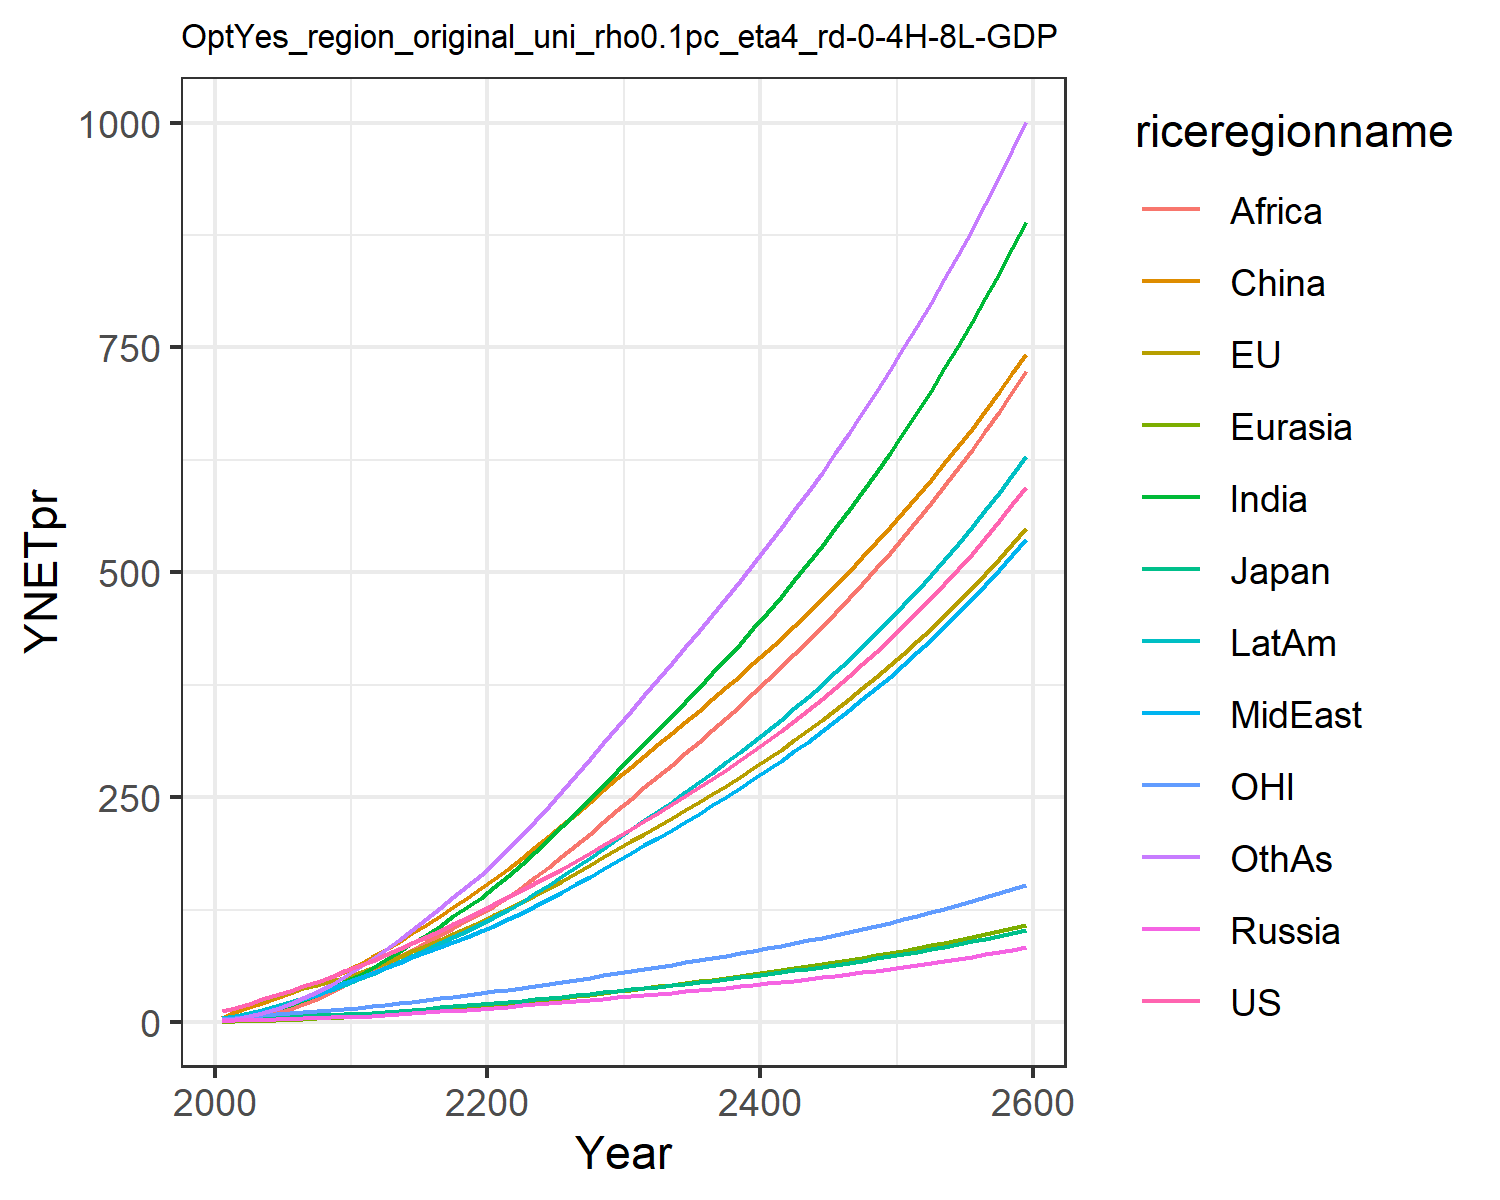 OptYes_region_original_uni_rho0.1pc_eta4_rd-0-4H-8L-GDP
1000
750
500
250
0
YNETpr
2000
2200
2400
2600
Year
riceregionname
Africa
China
EU
Eurasia
India
Japan
LatAm
MidEast
OHI
OthAs
Russia
US